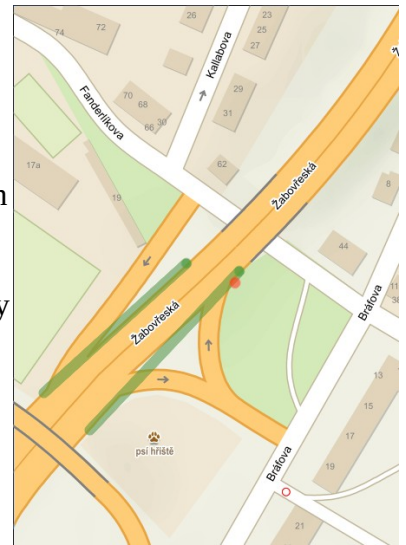 74
72
26
23
25
27
Ž
Kallabova
Fanderlíkova
70
68
66
30
29
31
17a
19
62
Žabovřeská
8
44
Bráfova
11
Žabovřeská
13
15
17
19
psí hřiště
Bráfova
21
m
y